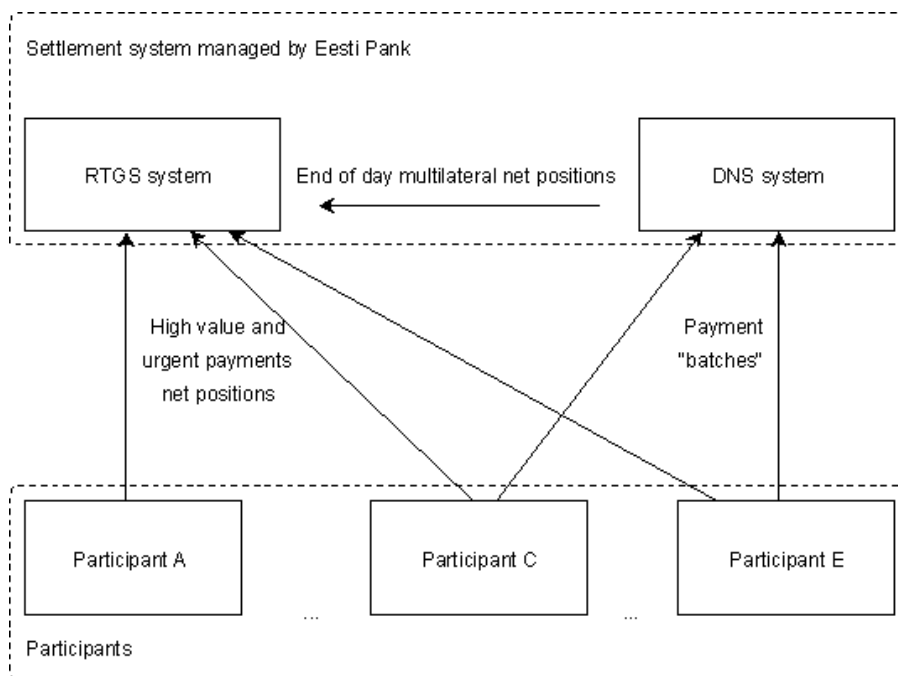 Settlement system managed by Eesti Pank
RTGS system
End of day multilateral net positions
DNS system
High value and
urgent payments
net positions
Payment
"batches"
Participant A
Participant C
Participant E
...
...
Participants